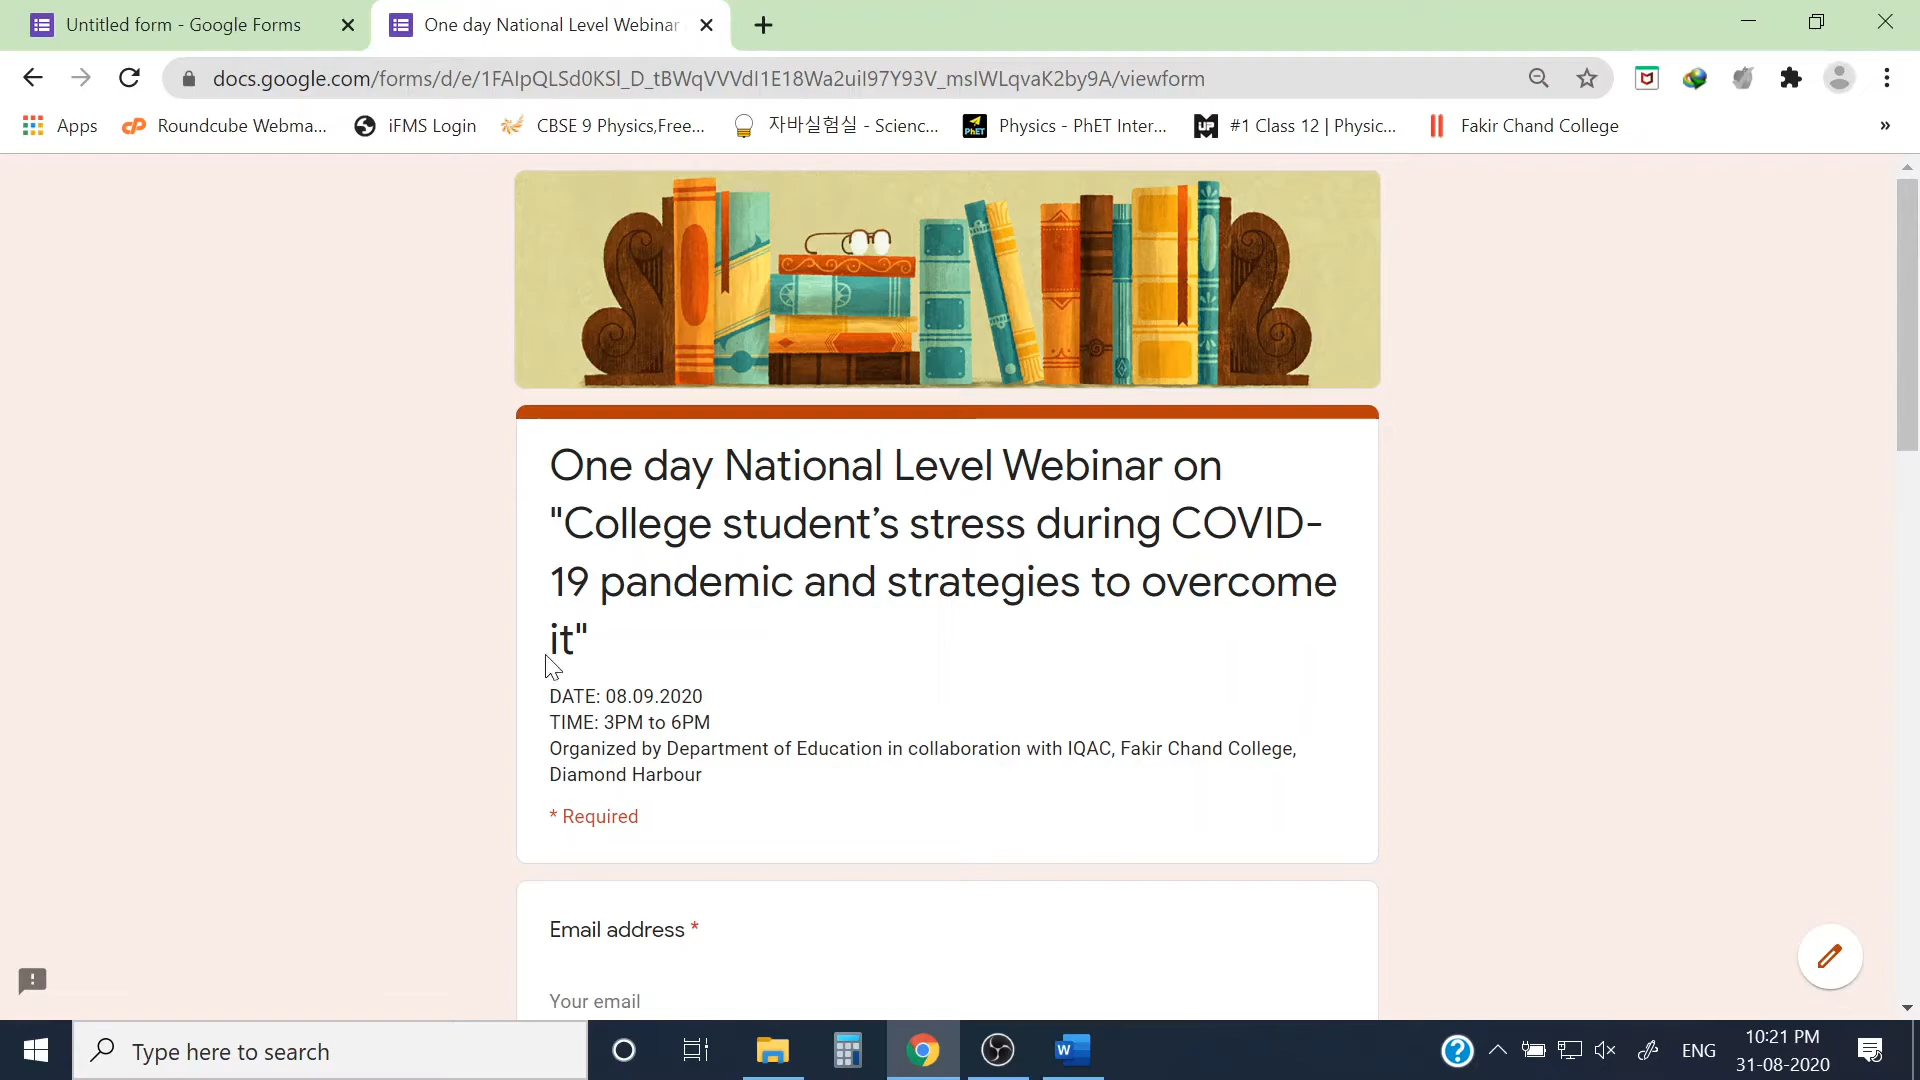 Untitled form - Google Forms
One day National Level Webinar
docs.google.com/forms/d/e/1FAIpQLSd0KSl_D_tBWqVVVdI1E18Wa2uiI97Y93V_msIWLqvaK2by9A/viewform
Apps
Roundcube Webma...
iFMS Login
CBSE 9 Physics,Free...
자바실험실 - Scienc...
PhET
Physics - PhET Inter...
UP
#1 Class 12 | Physic...
Fakir Chand College
»
One day National Level Webinar on
"College student’s stress during COVID-
19 pandemic and strategies to overcome
it"
DATE: 08.09.2020
TIME: 3PM to 6PM
Organized by Department of Education in collaboration with IQAC, Fakir Chand College,
Diamond Harbour
* Required
Email address *
Your email
Type here to search
W
ENG
10:21 PM
31-08-2020